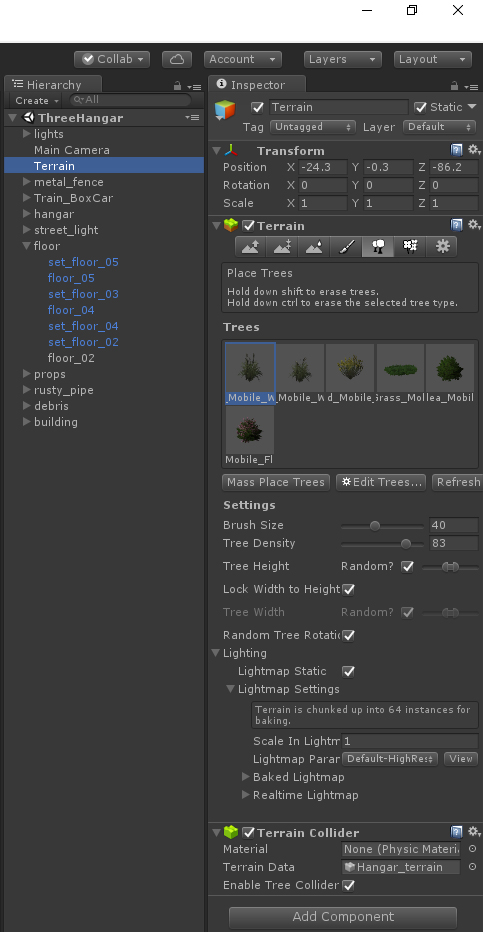 Collab Account Layers Layout
Hierarchy
Create All
ThreeHangar
lights
Main Camera
Terrain
metal_fence
Train_BoxCar
hangar
street_light
floor
set_floor_05
floor_05
set_floor_03
floor_04
set_floor_04
set_floor_02
floor_02
props
rusty_pipe
debris
building
Inspector
Terrain Static
Tag Untagged Layer Default
Transform
Position X -24.3 Y -0.3 Z -86.2
Rotation X 0 Y 0 Z 0
Scale X 1 Y 1 Z 1
Terrain
Place Trees
Hold down shift to erase trees.
Hold down ctrl to erase the selected tree type.
Trees
_Mobile_W _Mobile_W d_Mobile_ Grass_Mol lea_Mobil
Mobile_Fl
Mass Place Trees Edit Trees... Refresh
Settings
Brush Size 40
Tree Density 83
Tree Height Random?
Lock Width to Height
Tree Width Random?
Random Tree Rotatic
Lighting
Lightmap Static
Lightmap Settings
Terrain is chunked up into 64 instances for
baking.
Scale In Lightm 1
Lightmap Parar Default-HighRes View
Baked Lightmap
Realtime Lightmap
Terrain Collider
Material None (Physic Materia
Terrain Data Hangar_terrain
Enable Tree Collider
Add Component